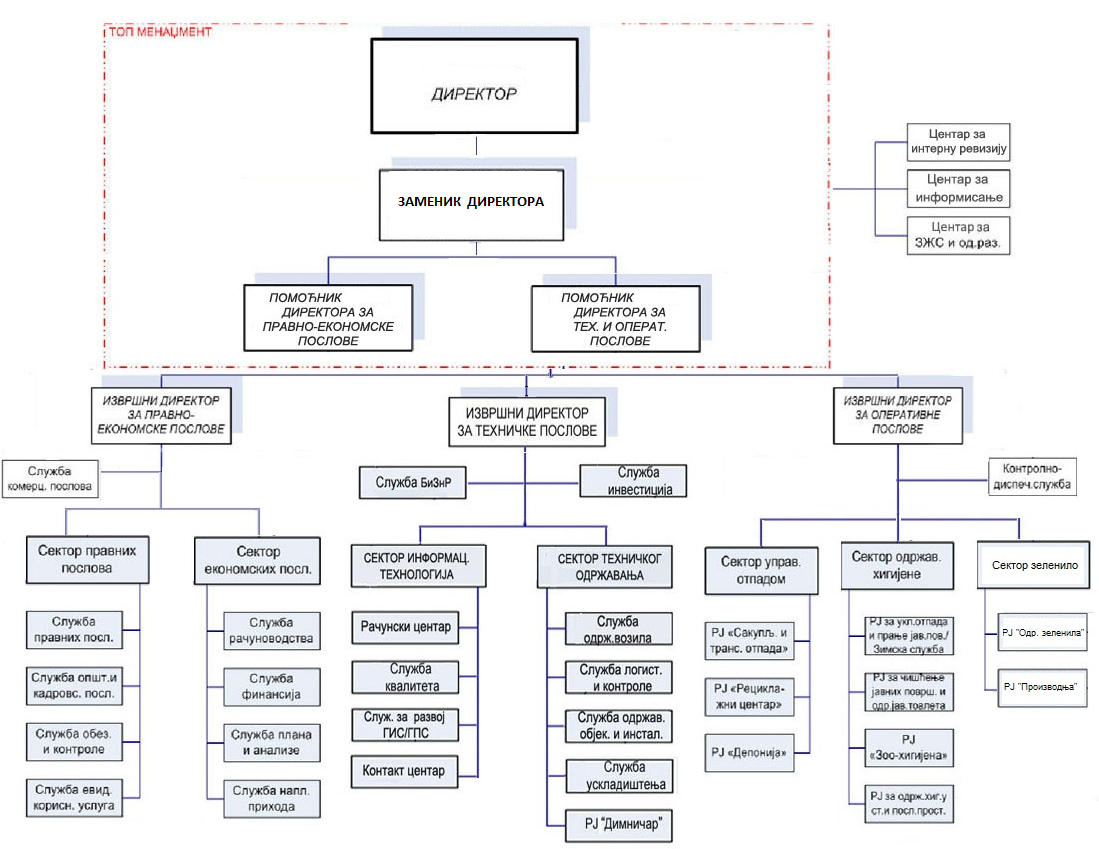 ТОП МЕНАЏМЕНТ
ДИРЕКТОР
ЗАМЕНИК ДИРЕКТОРА
ПОМОЋНИК
ДИРЕКТОРА ЗА
ПРАВНО-ЕКОНОМСКЕ
ПОСЛОВЕ
ПОМОЋНИК
ДИРЕКТОРА ЗА
ТЕХ. И ОПЕРАТ.
ПОСЛОВЕ
Центар за
интерну ревизију
Центар за
информисање
Центар за
ЗЖС и од.раз.
ИЗВРШНИ ДИРЕКТОР
ЗА ПРАВНО-
ЕКОНОМСКЕ ПОСЛОВЕ
ИЗВРШНИ ДИРЕКТОР
ЗА ТЕХНИЧКЕ ПОСЛОВЕ
ИЗВРШНИ ДИРЕКТОР
ЗА ОПЕРАТИВНЕ
ПОСЛОВЕ
Служба
комерц. послова
Служба БиЗнР
Служба
инвестиција
Контролно-
диспеч.служба
Сектор правних
послова
Сектор
економских посл.
СЕКТОР ИНФОРМАЦ.
ТЕХНОЛОГИЈА
СЕКТОР ТЕХНИЧКОГ
ОДРЖАВАЊА
Сектор управ.
отпадом
Сектор одржав.
хигијене
Сектор зеленило
Служба
правних посл.
Служба општ.и
кадровс. посл.
Служба обез.
и контроле
Служба евид.
корисн. услуга
Служба
рачуноводства
Служба
финансија
Служба плана
и анализе
Служба напл.
прихода
Рачунски центар
Служба
квалитета
Служ. за развој
ГИС/ГПС
Контакт центар
Служба
одрж.возила
Служба логист.
и контроле
Служба одржав.
објек. и инстал.
Служба
ускладиштења
РЈ "Димничар"
РЈ «Сакупљ. и
транс. отпада»
РЈ «Рецикла-
жни центар»
РЈ «Депонија»
РЈ за укл.отпада
и прање јав.пов./
Зимска служба
РЈ за чишћење
јавних површ. и
одр.јав.тоалета
РЈ
«Зоо-хигијена»
РЈ за одрж.хиг.у
ст.и посл.прост.
РЈ "Одр. зеленила"
РЈ "Производња"